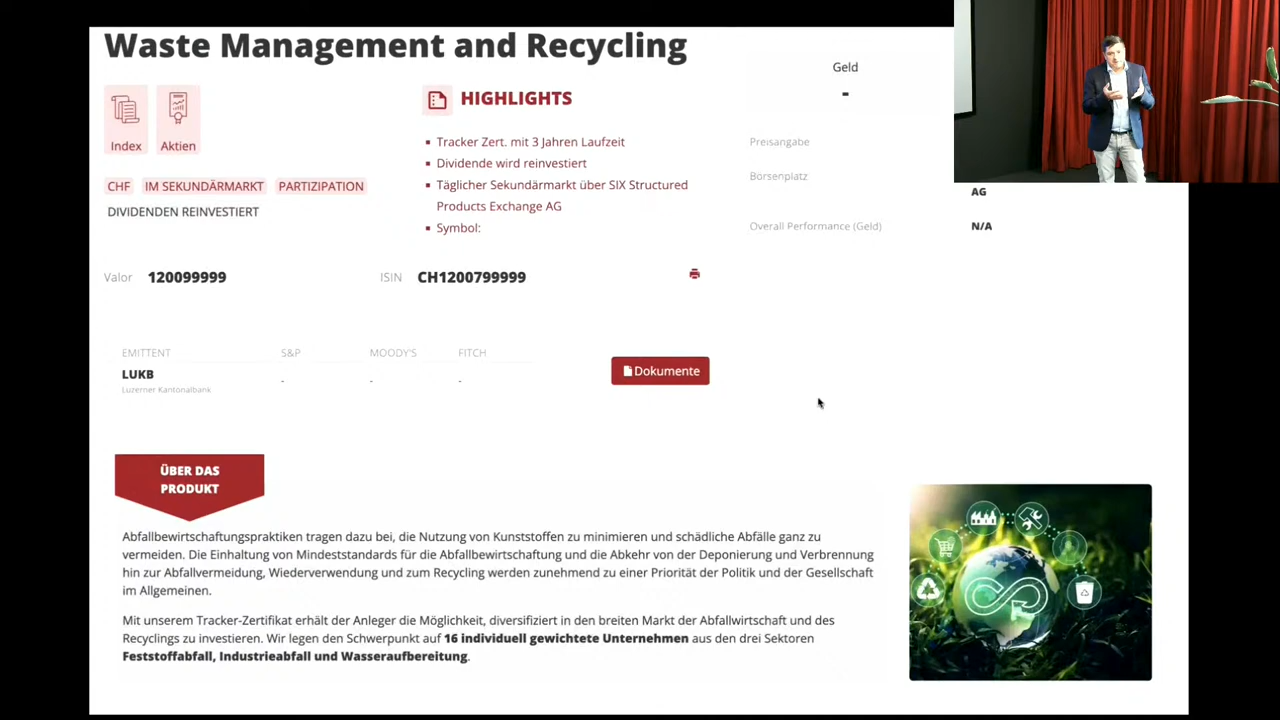 Waste Management and Recycling
Index
Aktien
CHF
IM SEKUNDÄRMARKT
PARTIZIPATION
DIVIDENDEN REINVESTIERT
HIGHLIGHTS
Tracker Zert. mit 3 Jahren Laufzeit
Dividende wird reinvestiert
Täglicher Sekundärmarkt über SIX Structured
Products Exchange AG
Symbol:
Geld
-
Preisangabe
Börsenplatz
AG
Overall Performance (Geld) N/A
Valor 120099999
ISIN CH1200799999
EMITTENT S&P MOODY'S FITCH
LUKB - - -
Luzerner Kantonalbank
Dokumente
ÜBER DAS
PRODUKT
Abfallbewirtschaftungspraktiken tragen dazu bei, die Nutzung von Kunststoffen zu minimieren und schädliche Abfälle ganz zu
vermeiden. Die Einhaltung von Mindeststandards für die Abfallbewirtschaftung und die Abkehr von der Deponierung und Verbrennung
hin zur Abfallvermeidung, Wiederverwendung und zum Recycling werden zunehmend zu einer Priorität der Politik und der Gesellschaft
im Allgemeinen.
Mit unserem Tracker-Zertifikat erhält der Anleger die Möglichkeit, diversifiziert in den breiten Markt der Abfallwirtschaft und des
Recyclings zu investieren. Wir legen den Schwerpunkt auf 16 individuell gewichtete Unternehmen aus den drei Sektoren
Feststoffabfall, Industrieabfall und Wasseraufbereitung.